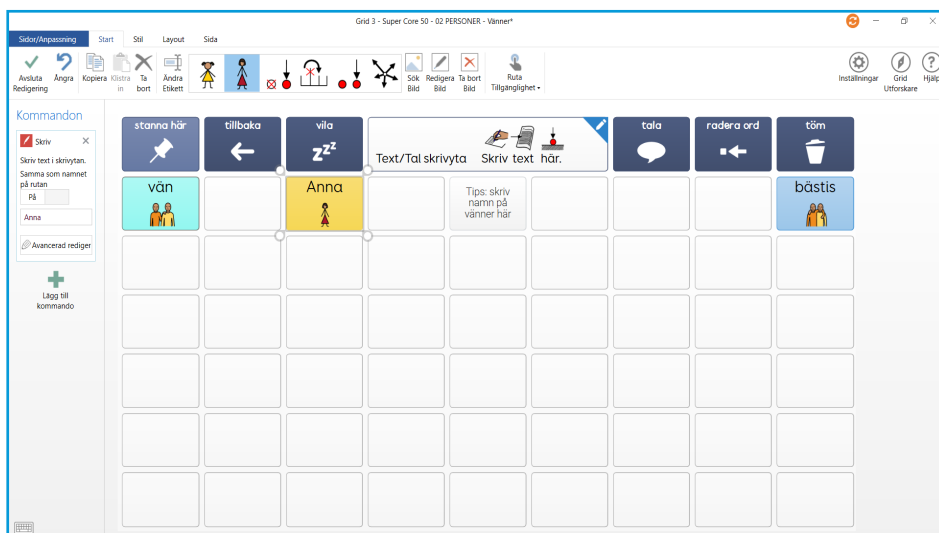 Grid 3 - Super Core 50 - 02 PERSONER - Vänner*
Sidor/Anpassning Start Stil Layout Sida
Avsluta Redigering
Ångra
Kopiera
Klistra in
Ta bort
Ändra Etikett
Sök Bild
Redigera Bild
Ta bort Bild
Ruta Tillgänglighet
Inställningar
Grid Utforskare
Hjälp
Kommandon
Skriv
Skriv text i skrivytan.
Samma som namnet
på rutan
På
Anna
Avancerad rediger
Lägg till
kommando
stanna här
tillbaka
vila
zzz
Text/Tal skrivyta Skriv text här.
tala
radera ord
töm
vän
Anna
Tips: skriv
namn på
vänner här
bästis